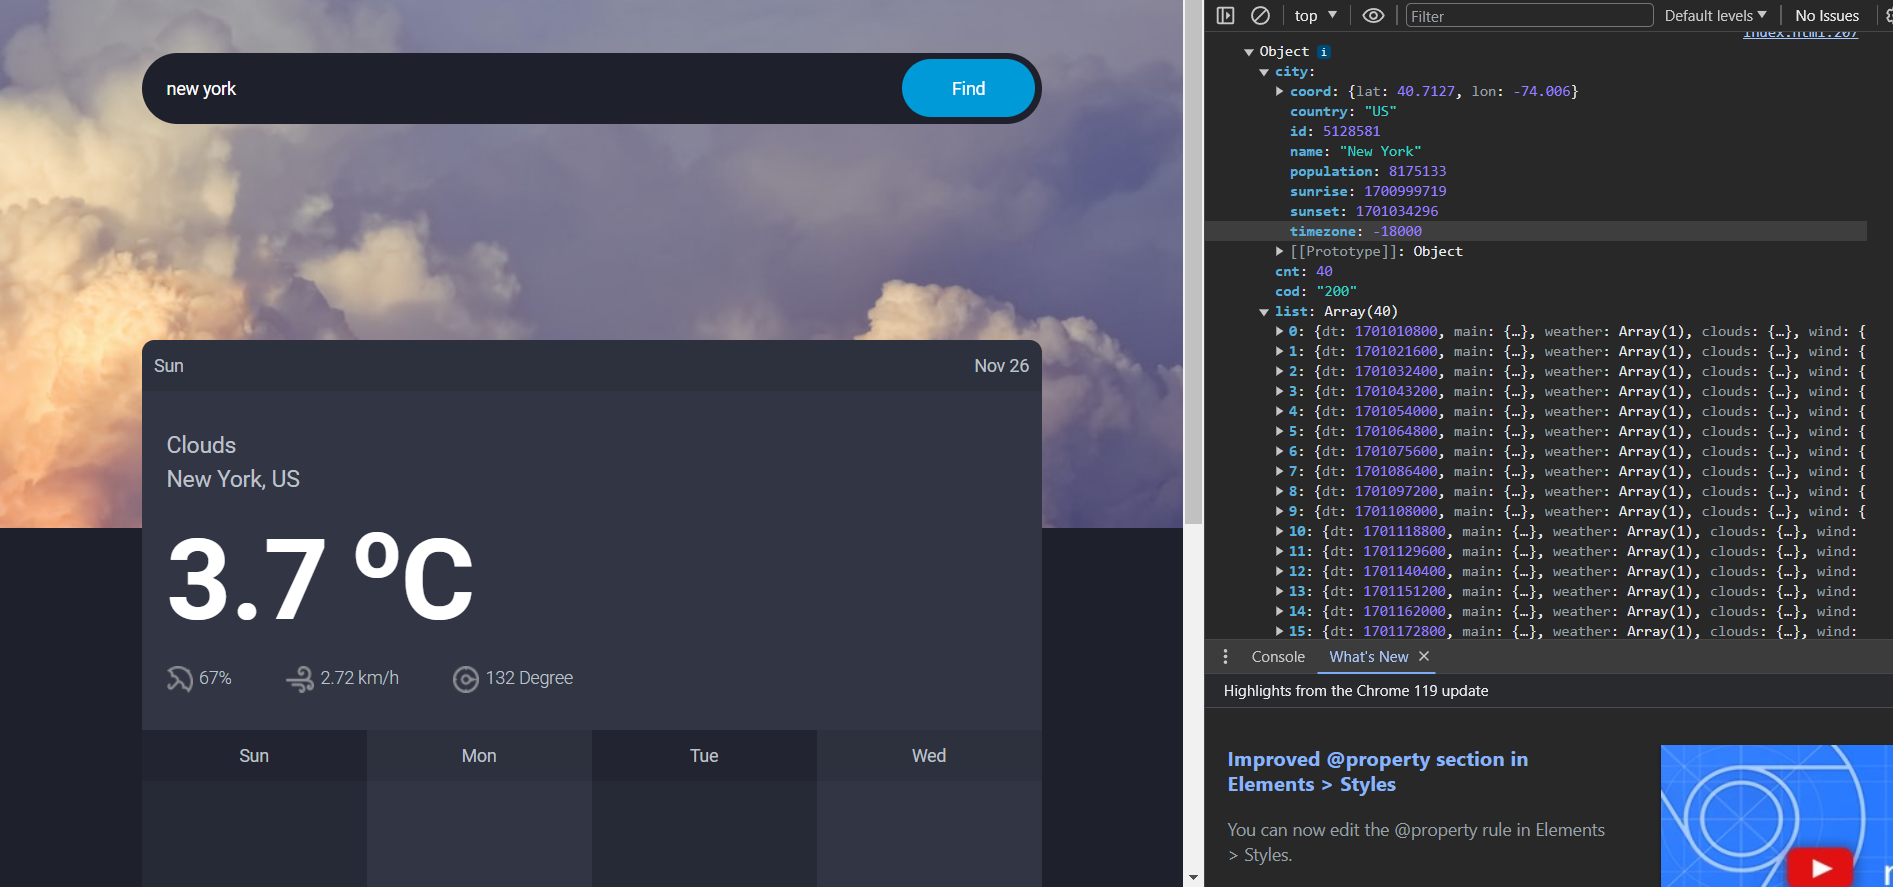 new york
Find
Sun
Nov 26
Clouds
New York, US
3.7 ºC
67%
2.72 km/h
132 Degree
Sun
Mon
Tue
Wed
top
Filter
Default levels
No Issues
index.html:207
Object i
city:
coord: {lat: 40.7127, lon: -74.006}
country: "US"
id: 5128581
name: "New York"
population: 8175133
sunrise: 1700999719
sunset: 1701034296
timezone: -18000
[[Prototype]]: Object
cnt: 40
cod: "200"
list: Array(40)
0: {dt: 1701010800, main: {…}, weather: Array(1), clouds: {…}, wind: {
1: {dt: 1701021600, main: {…}, weather: Array(1), clouds: {…}, wind: {
2: {dt: 1701032400, main: {…}, weather: Array(1), clouds: {…}, wind: {
3: {dt: 1701043200, main: {…}, weather: Array(1), clouds: {…}, wind: {
4: {dt: 1701054000, main: {…}, weather: Array(1), clouds: {…}, wind: {
5: {dt: 1701064800, main: {…}, weather: Array(1), clouds: {…}, wind: {
6: {dt: 1701075600, main: {…}, weather: Array(1), clouds: {…}, wind: {
7: {dt: 1701086400, main: {…}, weather: Array(1), clouds: {…}, wind: {
8: {dt: 1701097200, main: {…}, weather: Array(1), clouds: {…}, wind: {
9: {dt: 1701108000, main: {…}, weather: Array(1), clouds: {…}, wind: {
10: {dt: 1701118800, main: {…}, weather: Array(1), clouds: {…}, wind:
11: {dt: 1701129600, main: {…}, weather: Array(1), clouds: {…}, wind:
12: {dt: 1701140400, main: {…}, weather: Array(1), clouds: {…}, wind:
13: {dt: 1701151200, main: {…}, weather: Array(1), clouds: {…}, wind:
14: {dt: 1701162000, main: {…}, weather: Array(1), clouds: {…}, wind:
15: {dt: 1701172800, main: {…}, weather: Array(1), clouds: {…}, wind:
Console
What's New
Highlights from the Chrome 119 update
Improved @property section in
Elements > Styles
You can now edit the @property rule in Elements
> Styles.